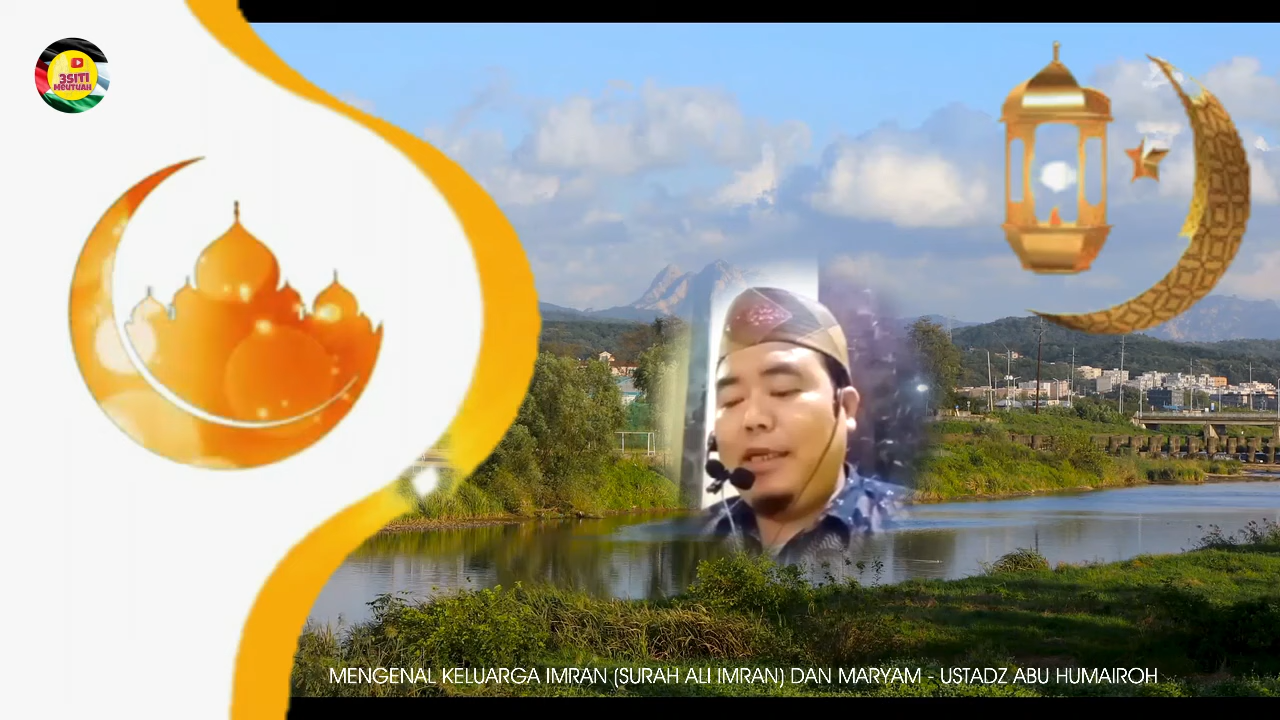 3SITI
MEUTUAH
MENGENAL KELUARGA IMRAN (SURAH ALI IMRAN) DAN MARYAM - USTADZ ABU HUMAIROH